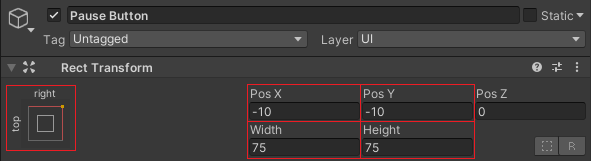 Pause Button
Static
Tag Untagged Layer UI
Rect Transform
right
top
Pos X Pos Y Pos Z
-10 -10 0
Width Height
75 75
R